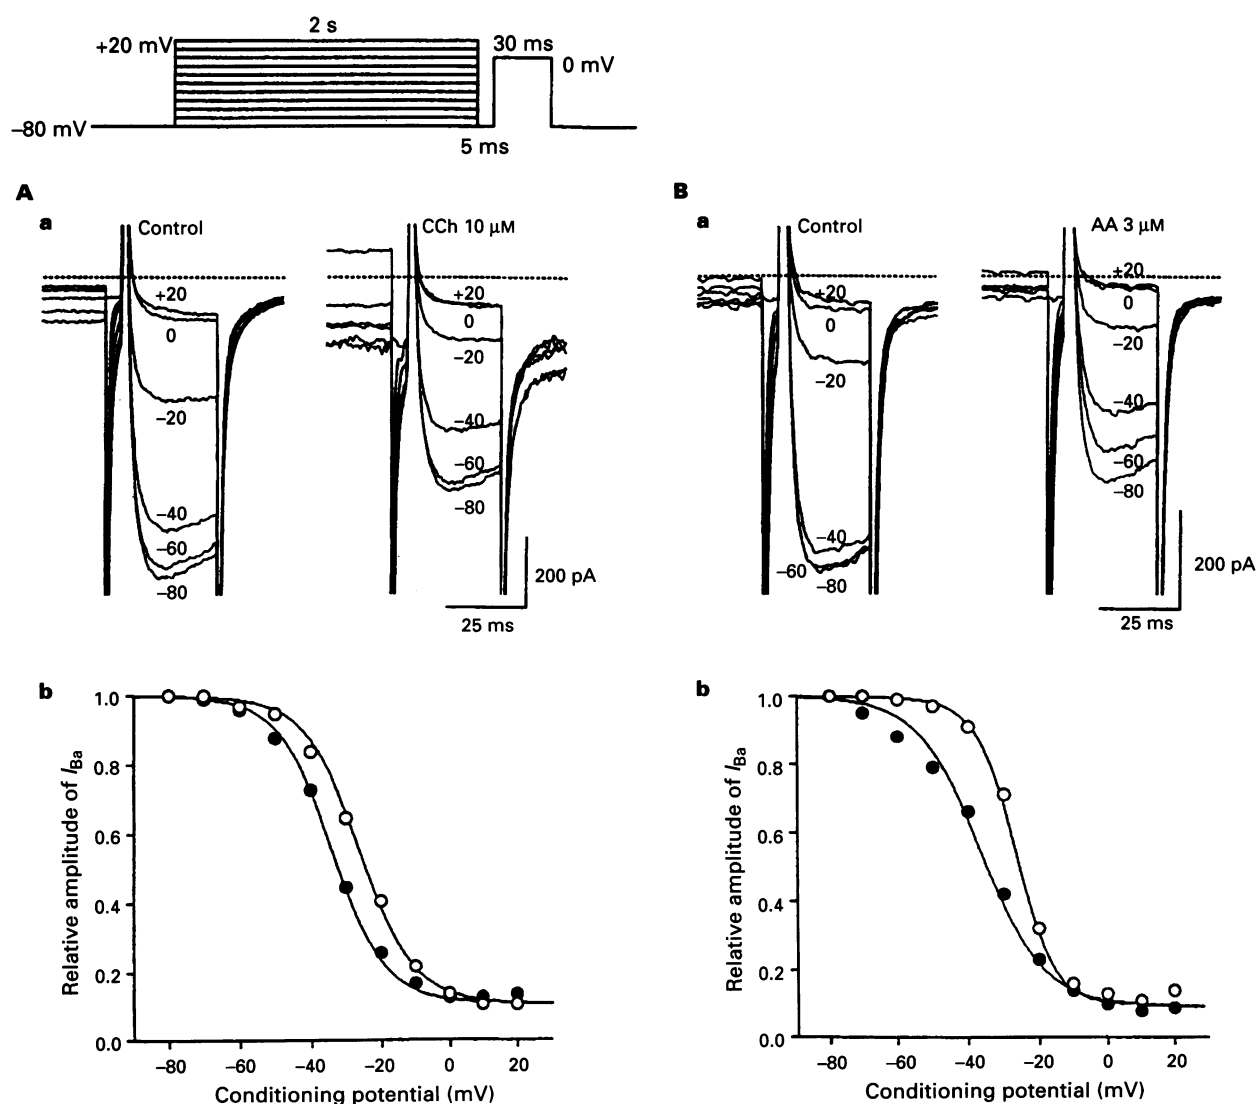 2 s
+20 mV
30 ms
0 mV
–80 mV
5 ms
A
a
Control
+20
0
–20
–40
–60
–80
CCh 10 μM
+20
0
–20
–40
–60
–80
200 pA
25 ms
B
a
Control
+20
0
–20
–40
–60
–80
AA 3 μM
+20
0
–20
–40
–60
–80
200 pA
25 ms
b
Relative amplitude of IBa
1.0
0.8
0.6
0.4
0.2
0.0
–80 –60 –40 –20 0 20
Conditioning potential (mV)
b
Relative amplitude of IBa
1.0
0.8
0.6
0.4
0.2
0.0
–80 –60 –40 –20 0 20
Conditioning potential (mV)